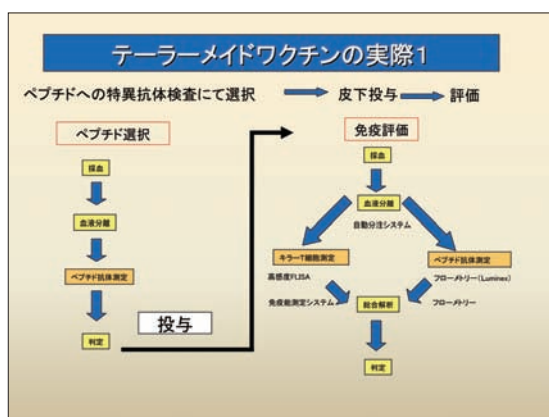 テーラーメイドワクチンの実際1
ペプチドへの特異抗体検査にて選択 皮下投与 評価
ペプチド選択
採血
血液分離
ペプチド抗体測定
判定
投与
免疫評価
採血
血液分離
自動分注システム
キラーT細胞測定 ペプチド抗体測定
高感度ELISA フローメトリー(Luminex)
免疫能測定システム 総合解析 フローメトリー
判定